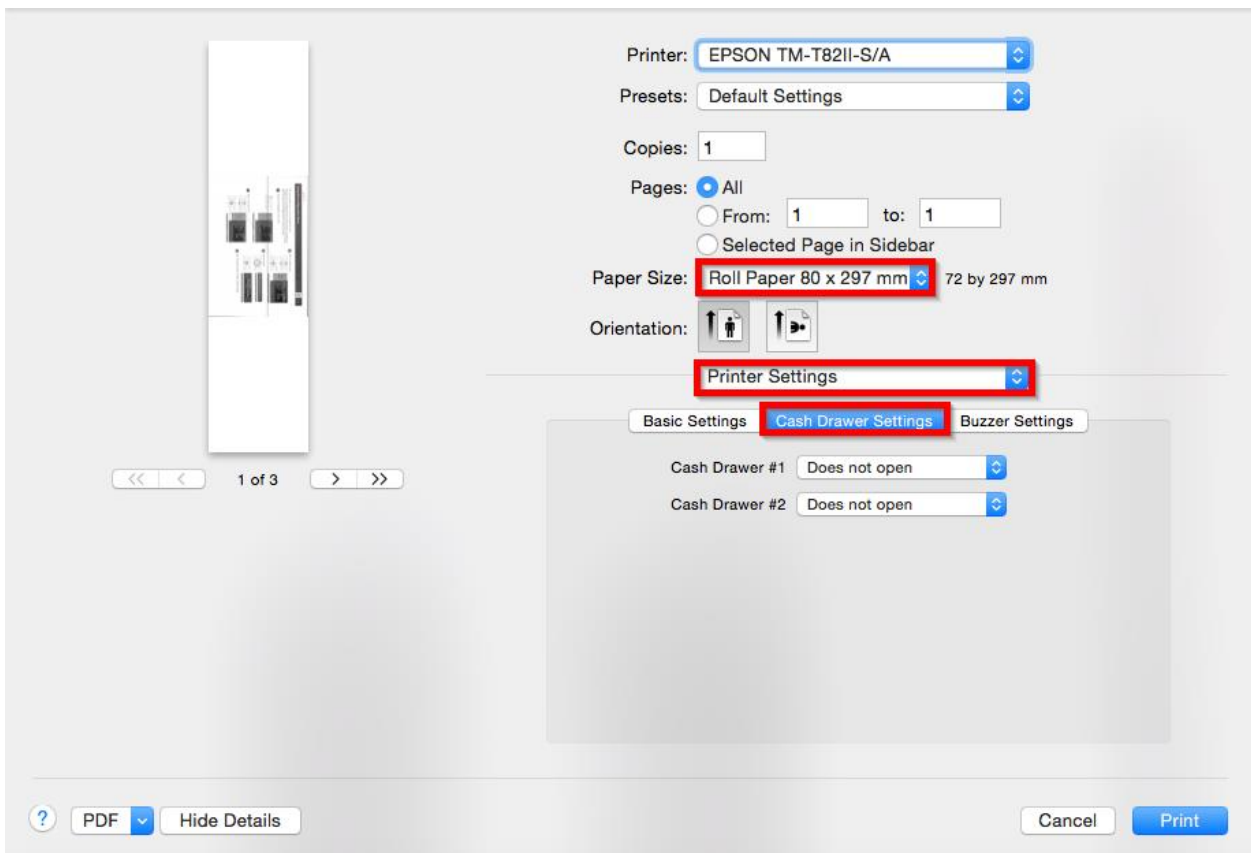 Printer: EPSON TM-T82II-S/A
Presets: Default Settings
Copies: 1
Pages: All
From: 1 to: 1
Selected Page in Sidebar
Paper Size: Roll Paper 80 x 297 mm 72 by 297 mm
Orientation:
Printer Settings
Basic Settings Cash Drawer Settings Buzzer Settings
Cash Drawer #1 Does not open
Cash Drawer #2 Does not open
<< < 1 of 3 > >>
? PDF Hide Details Cancel Print